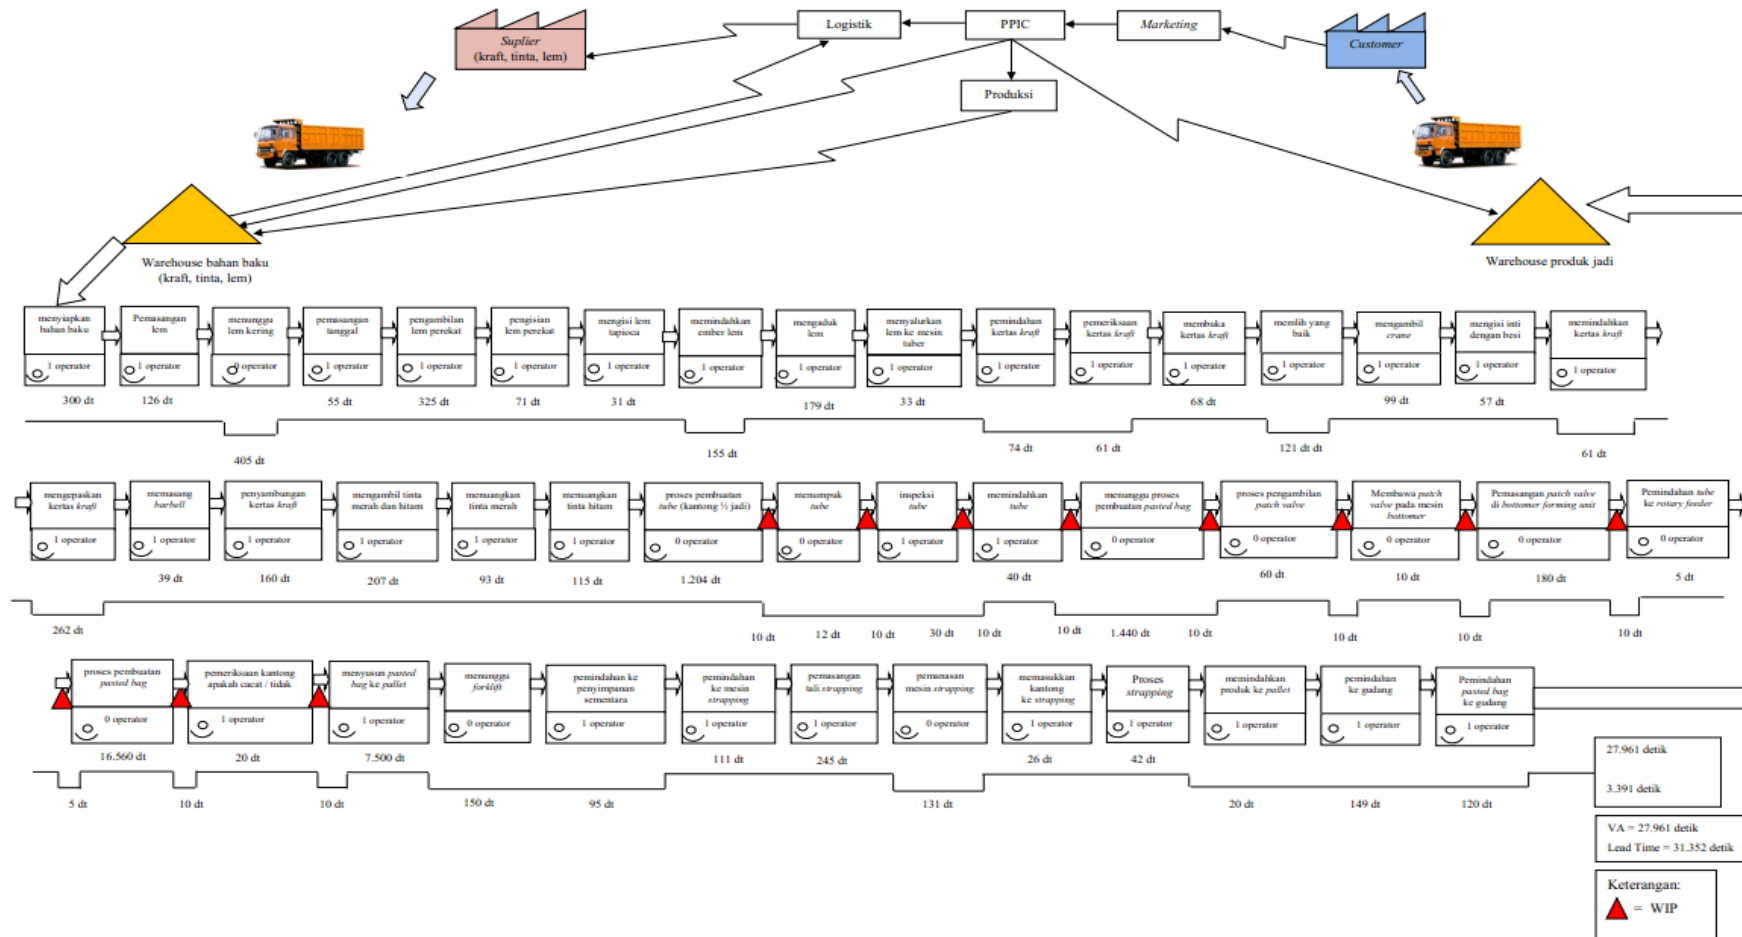 Suplier
(kraft, tinta, lem)
Logistik
PPIC
Marketing
Customer
Produksi
Warehouse bahan baku
(kraft, tinta, lem)
Warehouse produk jadi
menyiapkan
bahan baku
1 operator
300 dt
Pemasangan
lem
1 operator
126 dt
menunggu
lem kering
0 operator
405 dt
pemasangan
tanggal
1 operator
55 dt
pengambilan
lem perekat
1 operator
325 dt
pengisian
lem perekat
1 operator
71 dt
mengisi lem
tapioca
1 operator
31 dt
memindahkan
ember lem
1 operator
155 dt
mengaduk
lem
1 operator
179 dt
menyalurkan
lem ke mesin
tuber
1 operator
33 dt
pemindahan
kertas kraft
1 operator
74 dt
pemeriksaan
kertas kraft
1 operator
61 dt
membuka
kertas kraft
1 operator
68 dt
memlih yang
baik
1 operator
121 dt dt
mengambil
crane
1 operator
99 dt
mengisi inti
dengan besi
1 operator
57 dt
memindahkan
kertas kraft
1 operator
61 dt
mengepaskan
kertas kraft
1 operator
262 dt
memasang
barbell
1 operator
39 dt
penyambungan
kertas kraft
1 operator
160 dt
mengambil tinta
merah dan hitam
1 operator
207 dt
menuangkan
tinta merah
1 operator
93 dt
menuangkan
tinta hitam
1 operator
115 dt
proses pembuatan
tube (kantong ½ jadi)
0 operator
1.204 dt
10 dt
menumpuk
tube
0 operator
12 dt
10 dt
inspeksi
tube
1 operator
30 dt
10 dt
memindahkan
tube
1 operator
40 dt
10 dt
menunggu proses
pembuatan pasted bag
0 operator
1.440 dt
10 dt
proses pengambilan
patch valve
0 operator
60 dt
10 dt
Membawa patch
valve pada mesin
bottomer
0 operator
10 dt
10 dt
Pemasangan patch valve
di bottomer forming unit
0 operator
180 dt
10 dt
Pemindahan tube
ke rotary feeder
0 operator
5 dt
5 dt
proses pembuatan
pasted bag
0 operator
16.560 dt
10 dt
pemeriksaan kantong
apakah cacat / tidak
1 operator
20 dt
10 dt
menyusun pasted
bag ke pallet
1 operator
7.500 dt
menunggu
forklift
0 operator
150 dt
pemindahan ke
penyimpanan
sementara
1 operator
95 dt
pemindahan
ke mesin
strapping
1 operator
111 dt
pemasangan
tali strapping
1 operator
245 dt
pemanasan
mesin strapping
0 operator
131 dt
memasukkan
kantong
ke strapping
1 operator
26 dt
Proses
strapping
1 operator
42 dt
memindahkan
produk ke pallet
1 operator
20 dt
pemindahan
ke gudang
1 operator
149 dt
Pemindahan
pasted bag
ke gudang
1 operator
120 dt
27.961 detik
3.391 detik
VA = 27.961 detik
Lead Time = 31.352 detik
Keterangan:
= WIP